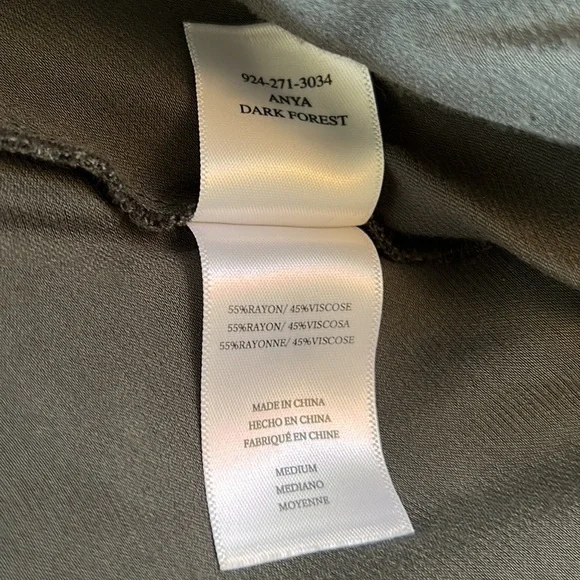 924-271-3034
ANYA
DARK FOREST
55%RAYON/ 45%VISCOSE
55%RAYON/ 45%VISCOSA
55%RAYONNE/ 45%VISCOSE
MADE IN CHINA
HECHO EN CHINA
FABRIQUÉ EN CHINE
MEDIUM
MEDIANO
MOYENNE